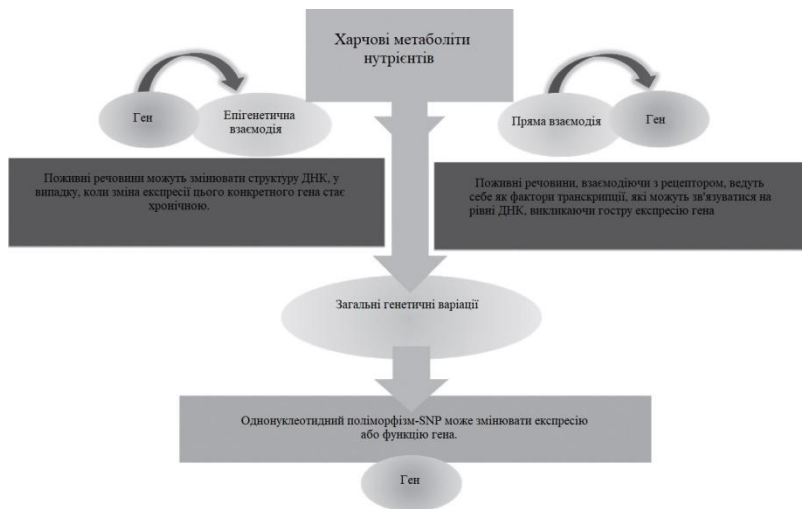 Харчові метаболіти
нутрієнтів
Ген
Епігенетична
взаємодія
Пряма взаємодія
Ген
Поживні речовини можуть змінювати структуру ДНК, у
випадку, коли зміна експресії цього конкретного гена стає
хронічною.
Поживні речовини, взаємодіючи з рецептором, ведуть
себе як фактори транскрипції, які можуть зв'язуватися на
рівні ДНК, викликаючи гостру експресію гена
Загальні генетичні варіації
Однонуклеотидний поліморфізм-SNP може змінювати експресію
або функцію гена.
Ген